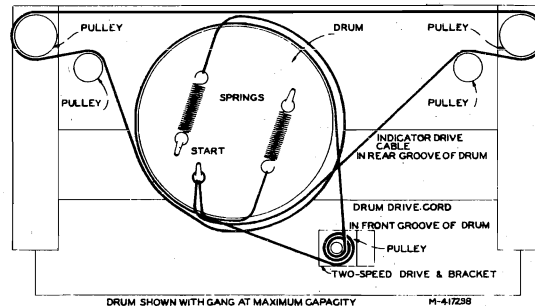 PULLEY
DRUM
PULLEY
PULLEY
SPRINGS
PULLEY
START
INDICATOR DRIVE
CABLE
IN REAR GROOVE OF DRUM
DRUM DRIVE CORD
IN FRONT GROOVE OF DRUM
PULLEY
TWO-SPEED DRIVE & BRACKET
DRUM SHOWN WITH GANG AT MAXIMUM CAPACITY
M-417238